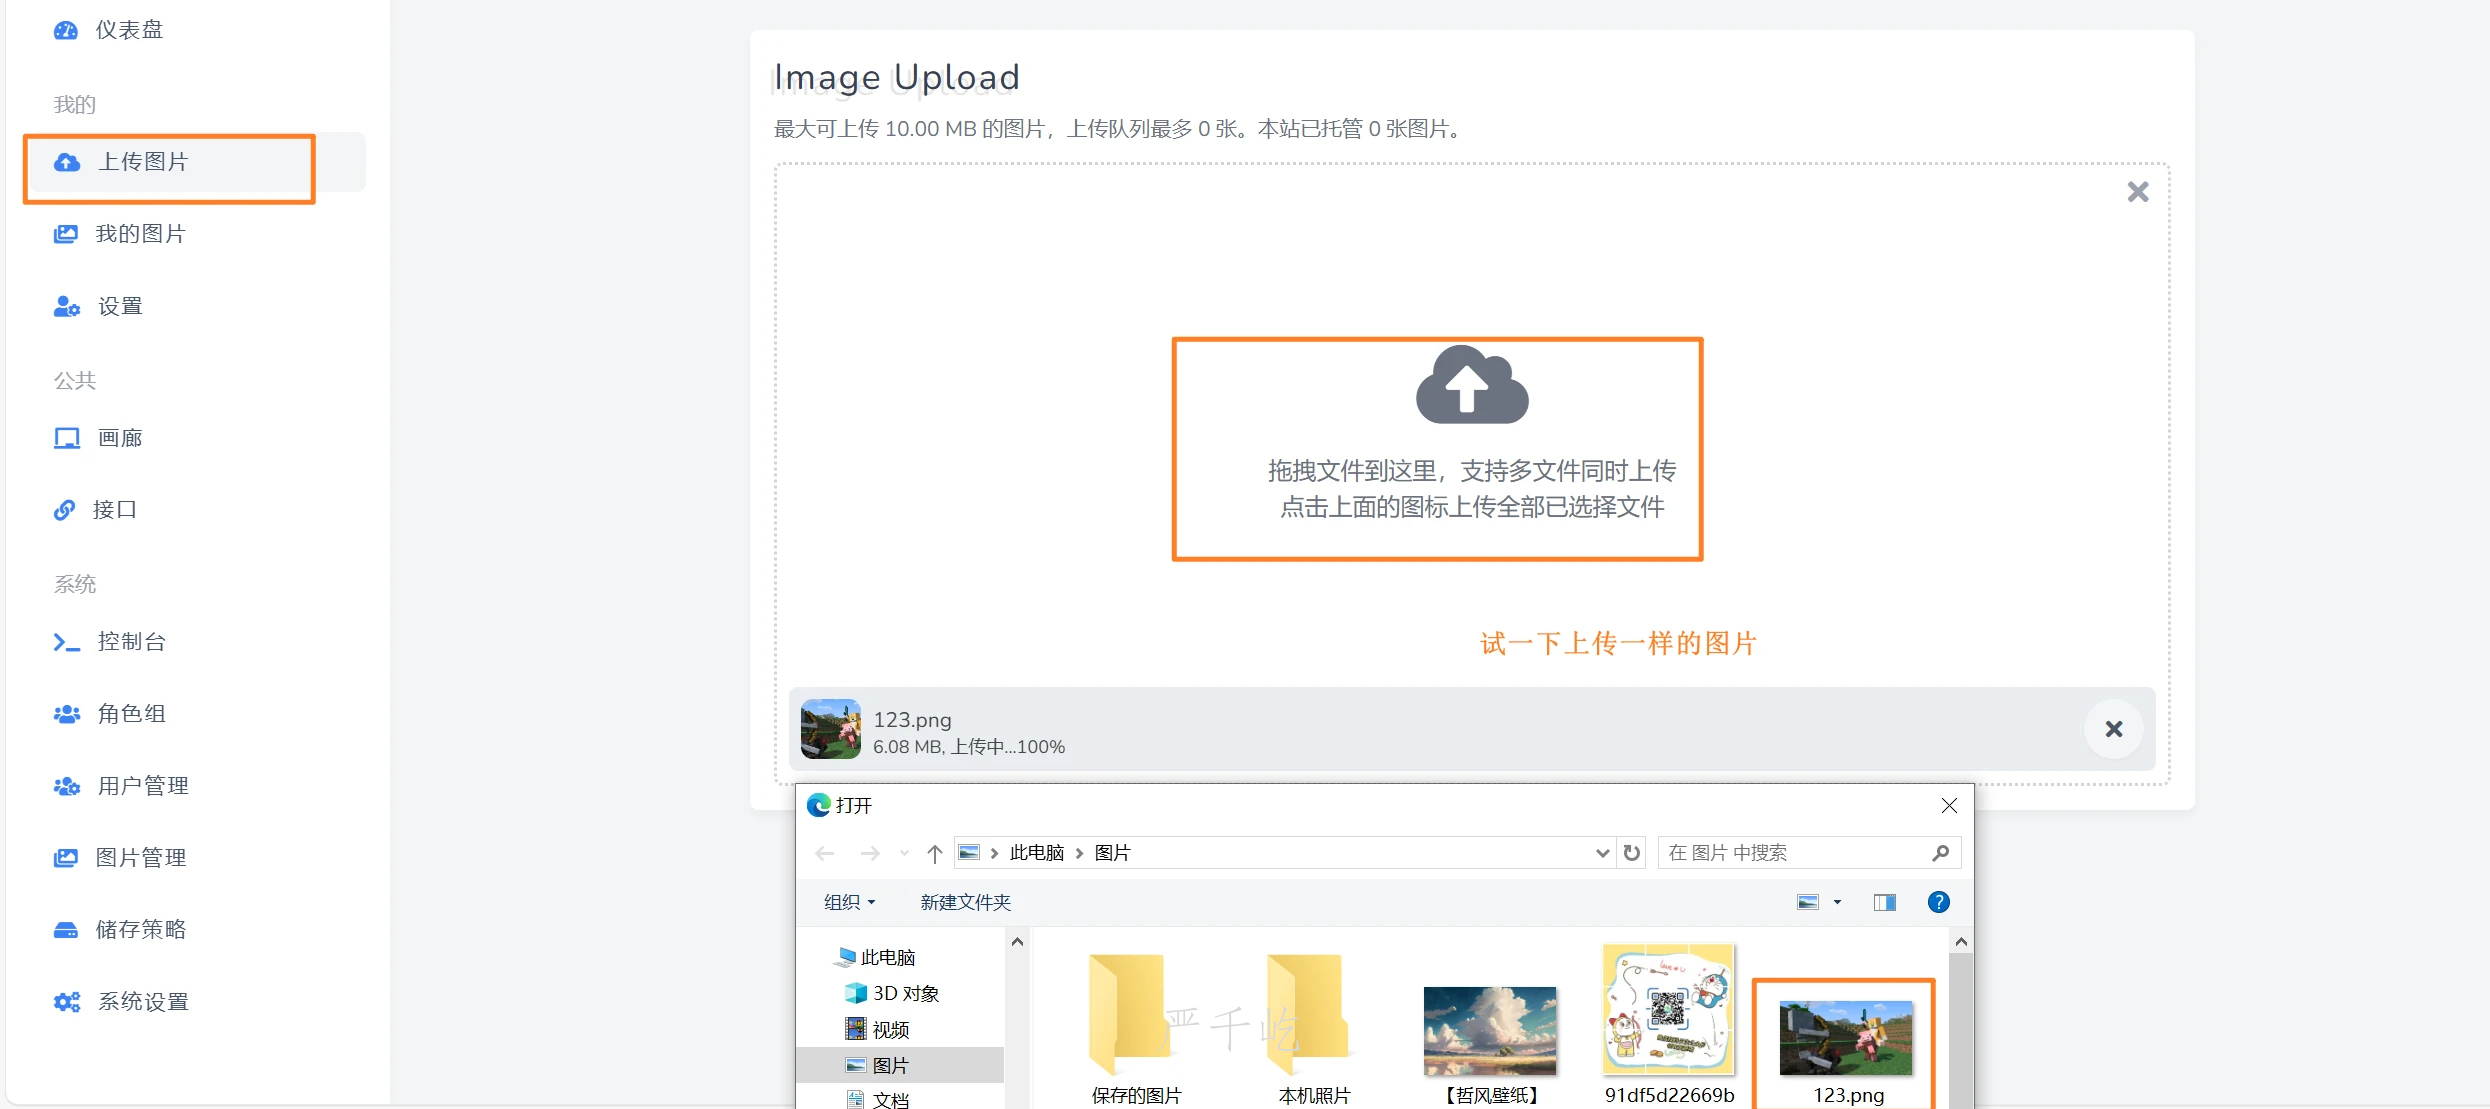 仪表盘
我的
上传图片
我的图片
设置
公共
画廊
接口
系统
控制台
角色组
用户管理
图片管理
储存策略
系统设置
Image Upload
最大可上传 10.00 MB 的图片，上传队列最多 0 张。本站已托管 0 张图片。
拖拽文件到这里，支持多文件同时上传
点击上面的图标上传全部已选择文件
试一下上传一样的图片
123.png
6.08 MB, 上传中...100%
打开
此电脑 > 图片
在 图片 中搜索
组织
新建文件夹
此电脑
3D 对象
视频
图片
文档
严千屹
保存的图片
本机照片
【哲风壁纸】
91df5d22669b
123.png